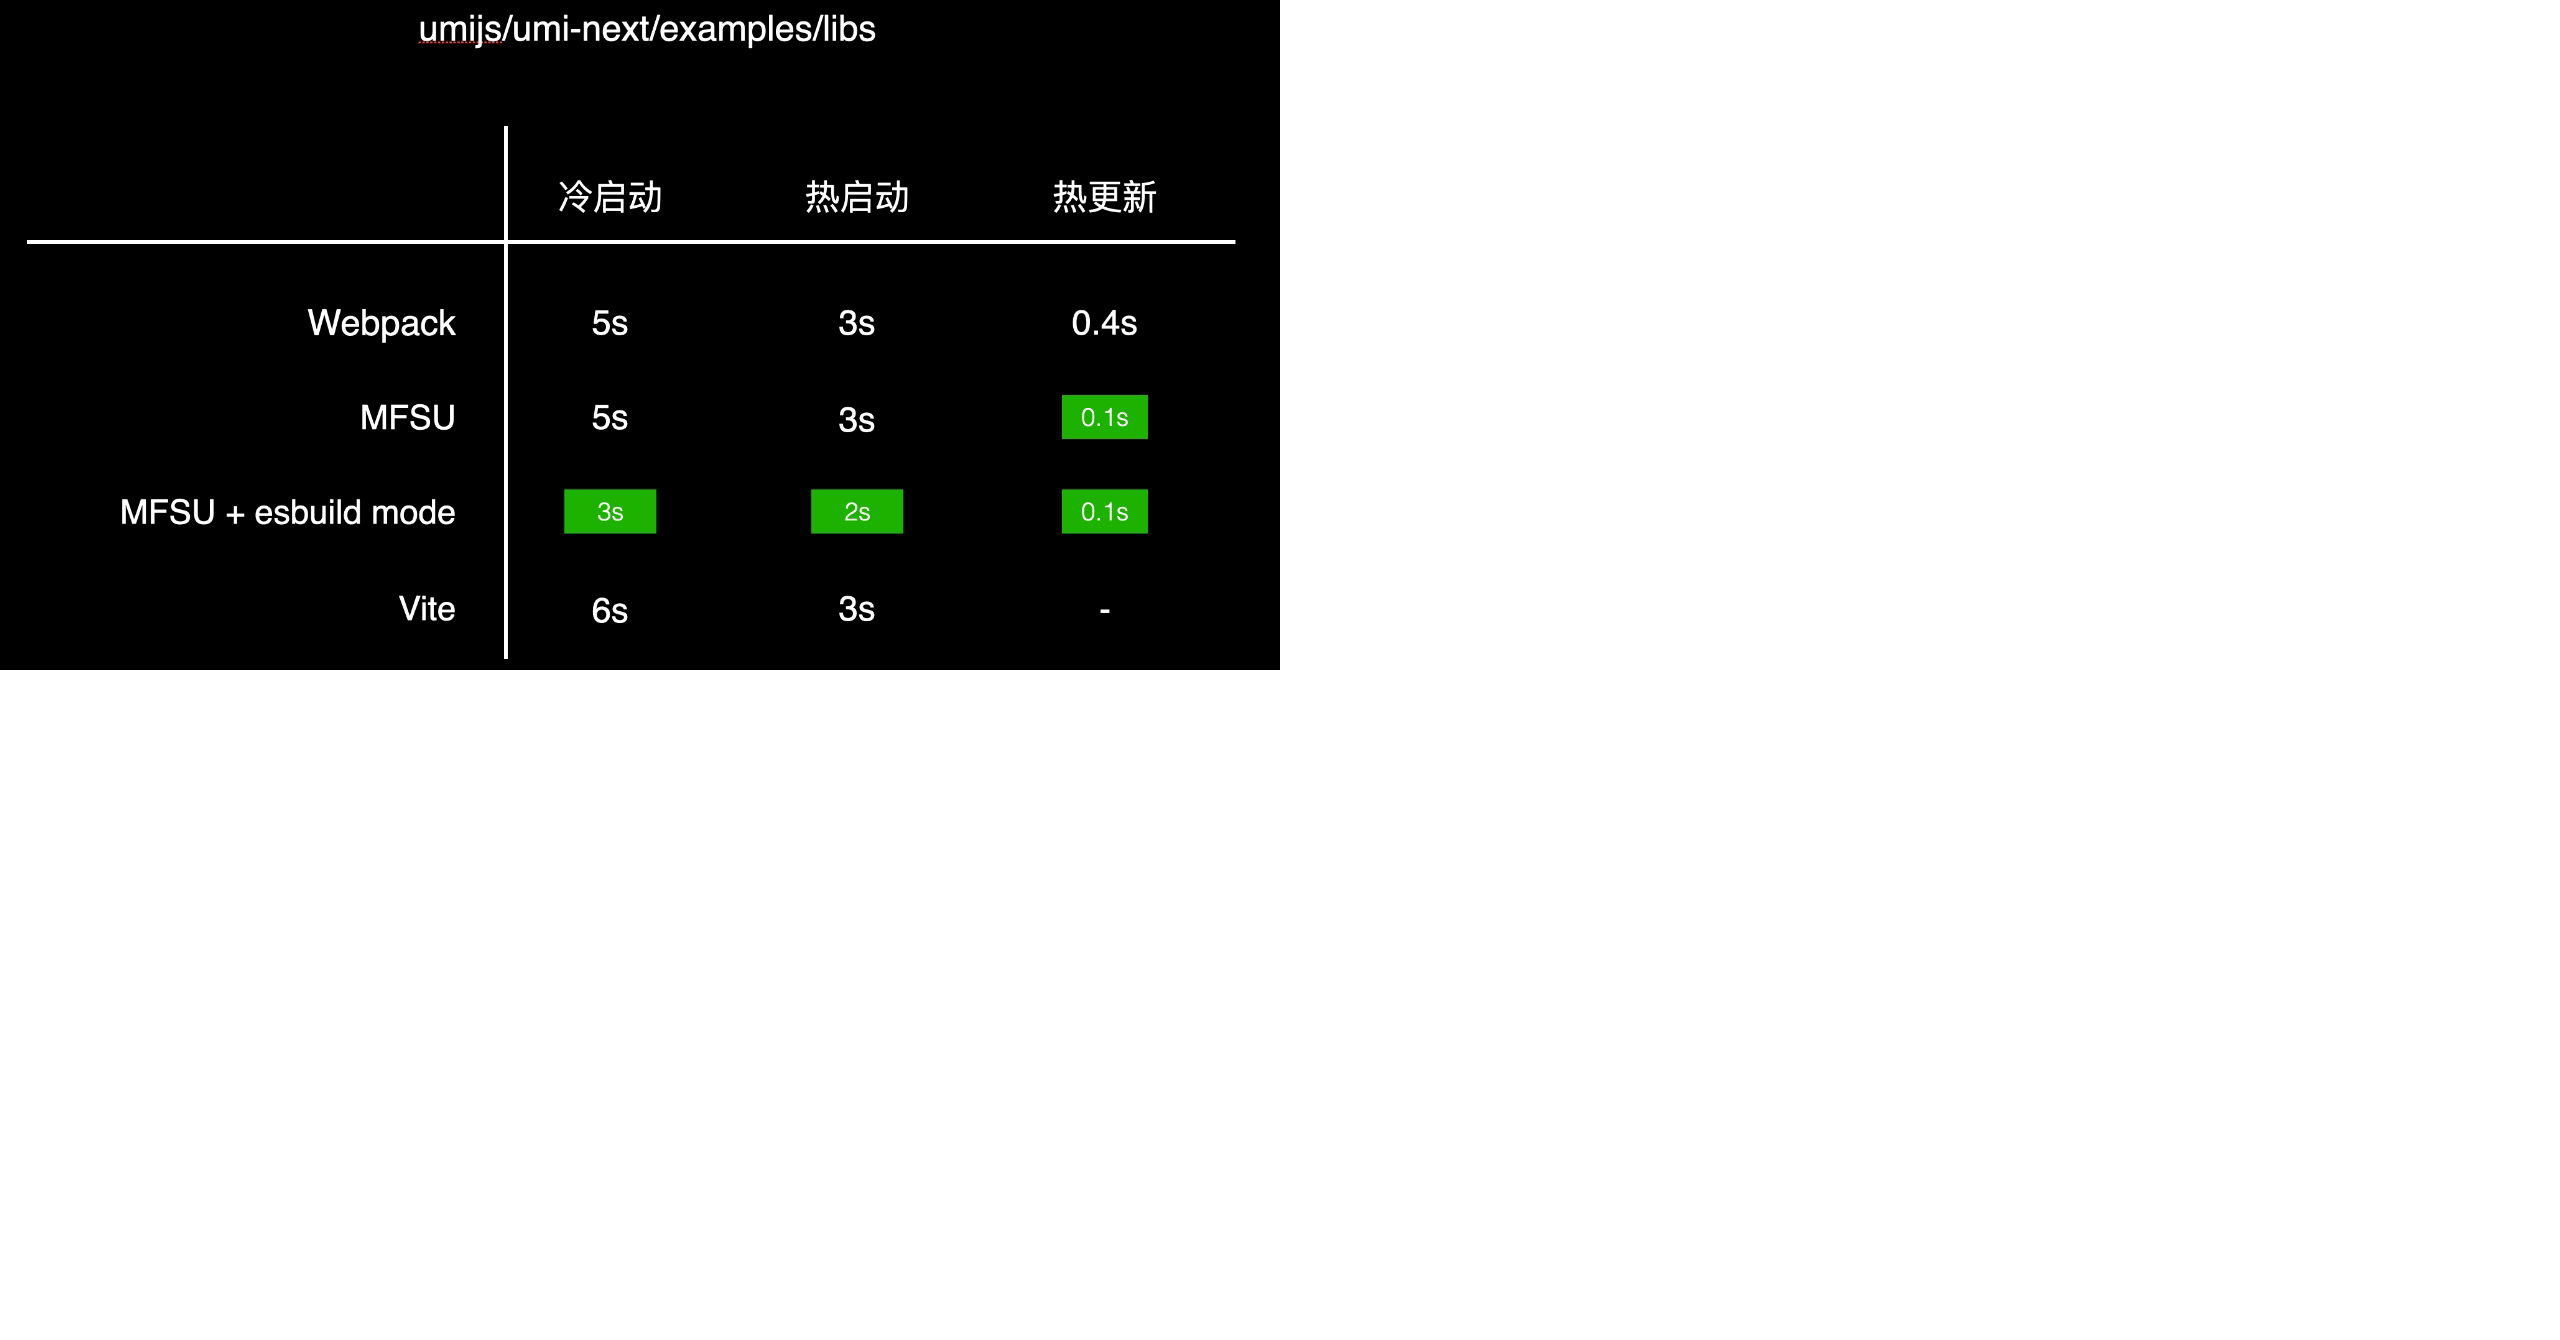 umijs/umi-next/examples/libs
冷启动 热启动 热更新
Webpack 5s 3s 0.4s
MFSU 5s 3s 0.1s
MFSU + esbuild mode 3s 2s 0.1s
Vite 6s 3s -